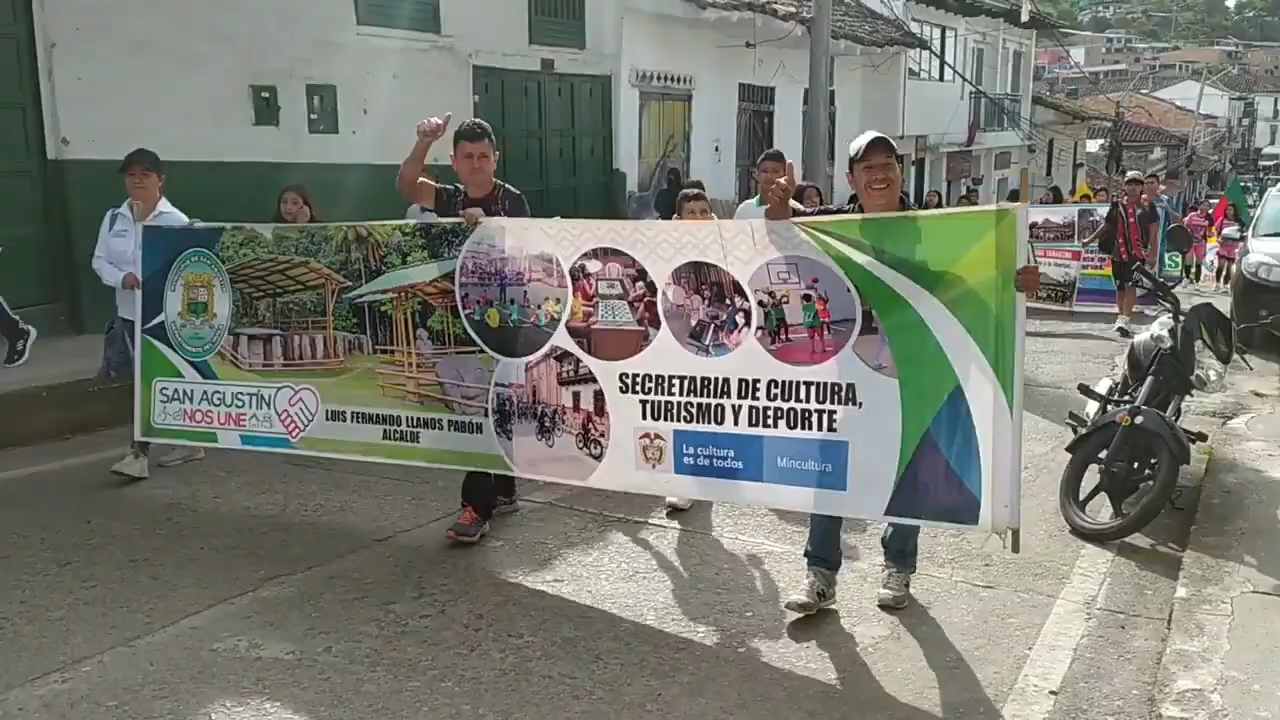 SAN AGUSTÍN
NOS UNE
LUIS FERNANDO LLANOS PABÓN
ALCALDE
SECRETARIA DE CULTURA,
TURISMO Y DEPORTE
La cultura
es de todos
Mincultura